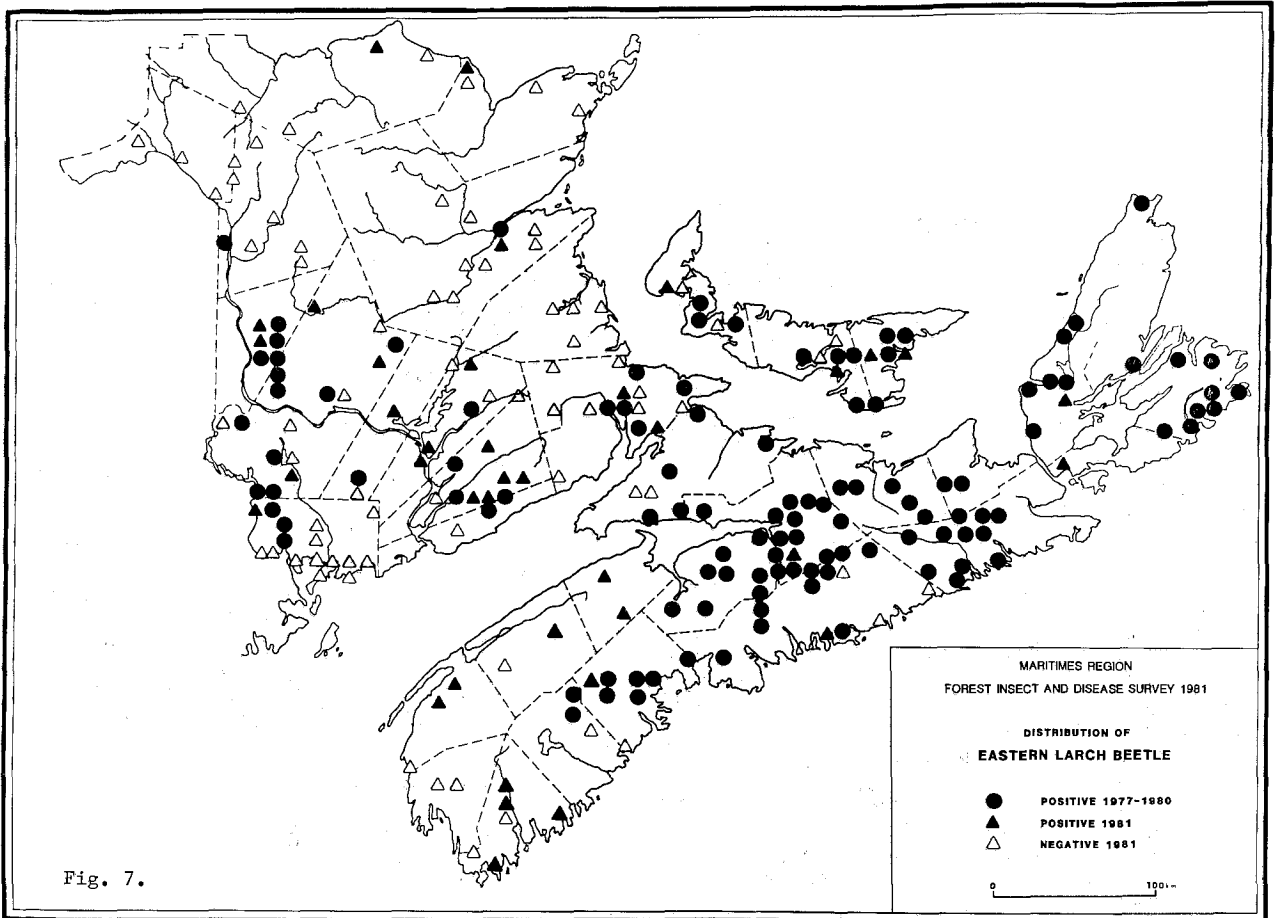 MARITIMES REGION
FOREST INSECT AND DISEASE SURVEY 1981
DISTRIBUTION OF
EASTERN LARCH BEETLE
POSITIVE 1977-1980
POSITIVE 1981
NEGATIVE 1981
0 100km
Fig. 7.